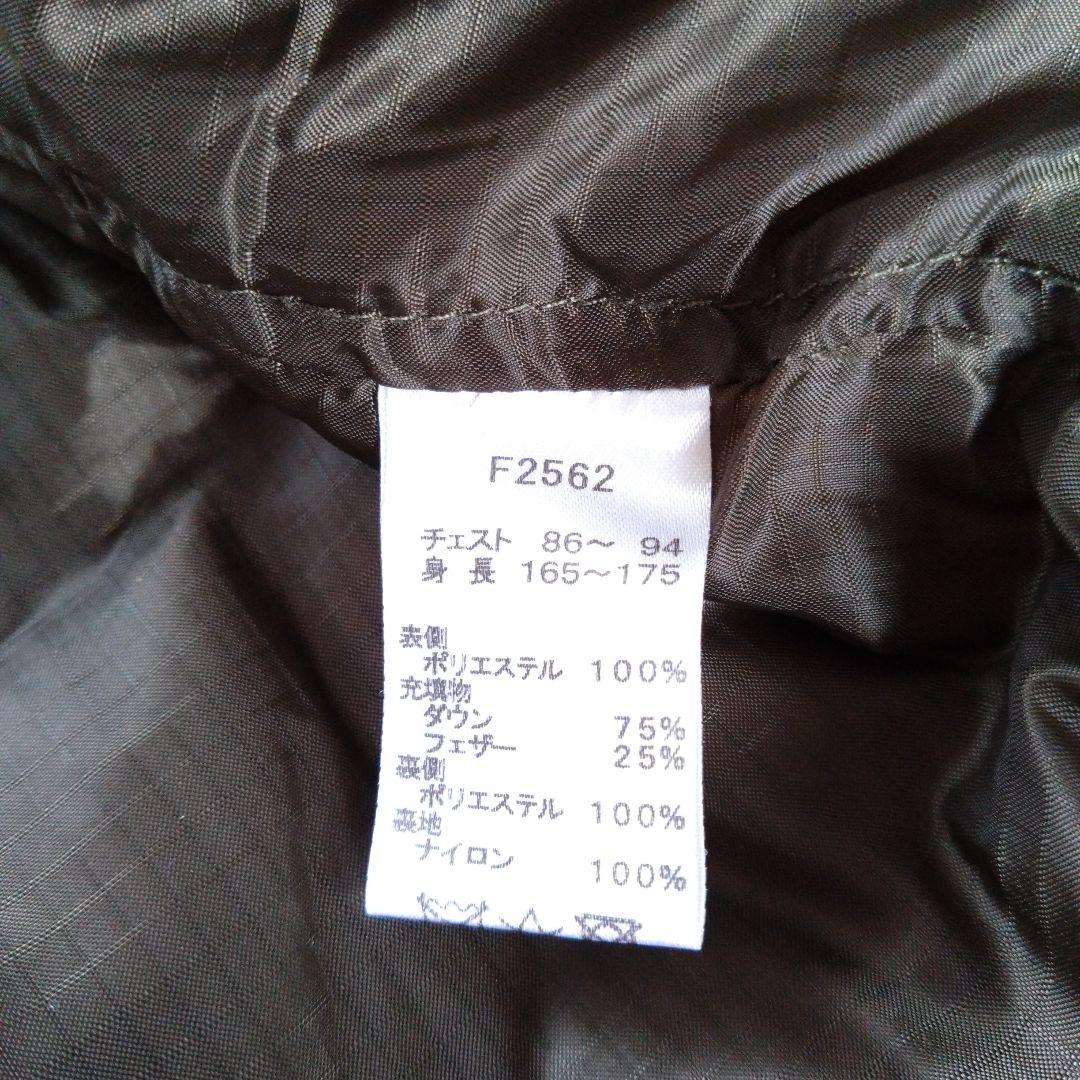 F2562
チェスト 86〜 94
身 長 165〜175
表側
ポリエステル 100%
充填物
ダウン 75%
フェザー 25%
裏側
ポリエステル 100%
表地
ナイロン 100%